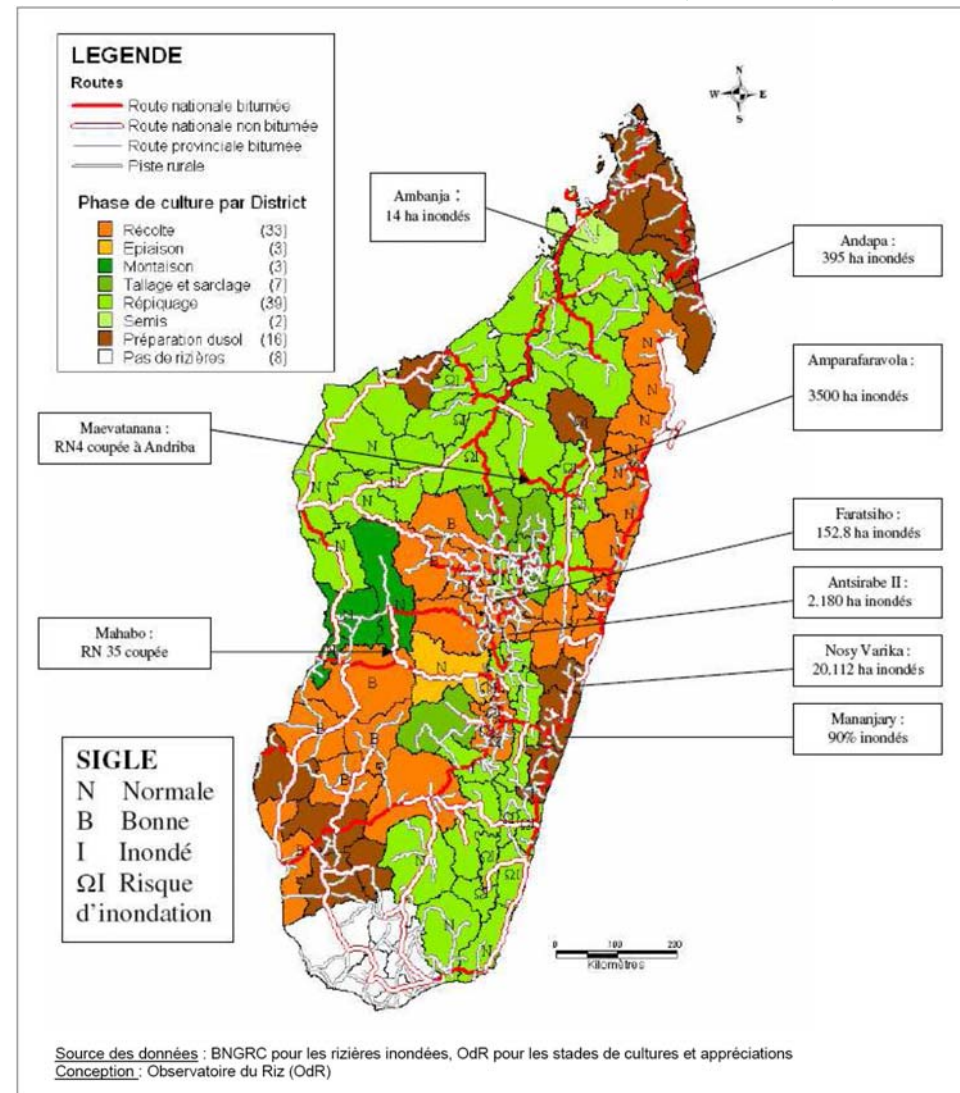 LEGENDE
Routes
Route nationale bitumée
Route nationale non bitumée
Route provinciale bitumée
Piste rurale
Phase de culture par District
Récolte (33)
Epiaison (3)
Montaison (3)
Tallage et sarclage (7)
Répiquage (39)
Semis (2)
Préparation dusol (16)
Pas de rizières (8)
N
W E
S
Ambanja :
14 ha inondés
Andapa :
395 ha inondés
Amparafaravola :
3500 ha inondés
Maevatanana :
RN4 coupée à Andriba
Faratsiho :
152.8 ha inondés
Antsirabe II :
2.180 ha inondés
Mahabo :
RN 35 coupée
Nosy Varika :
20.112 ha inondés
Mananjary :
90% inondés
SIGLE
N Normale
B Bonne
I Inondé
ΩI Risque
d'inondation
0 100 200
Kilomètres
Source des données : BNGRC pour les rizières inondées, OdR pour les stades de cultures et appréciations
Conception : Observatoire du Riz (OdR)